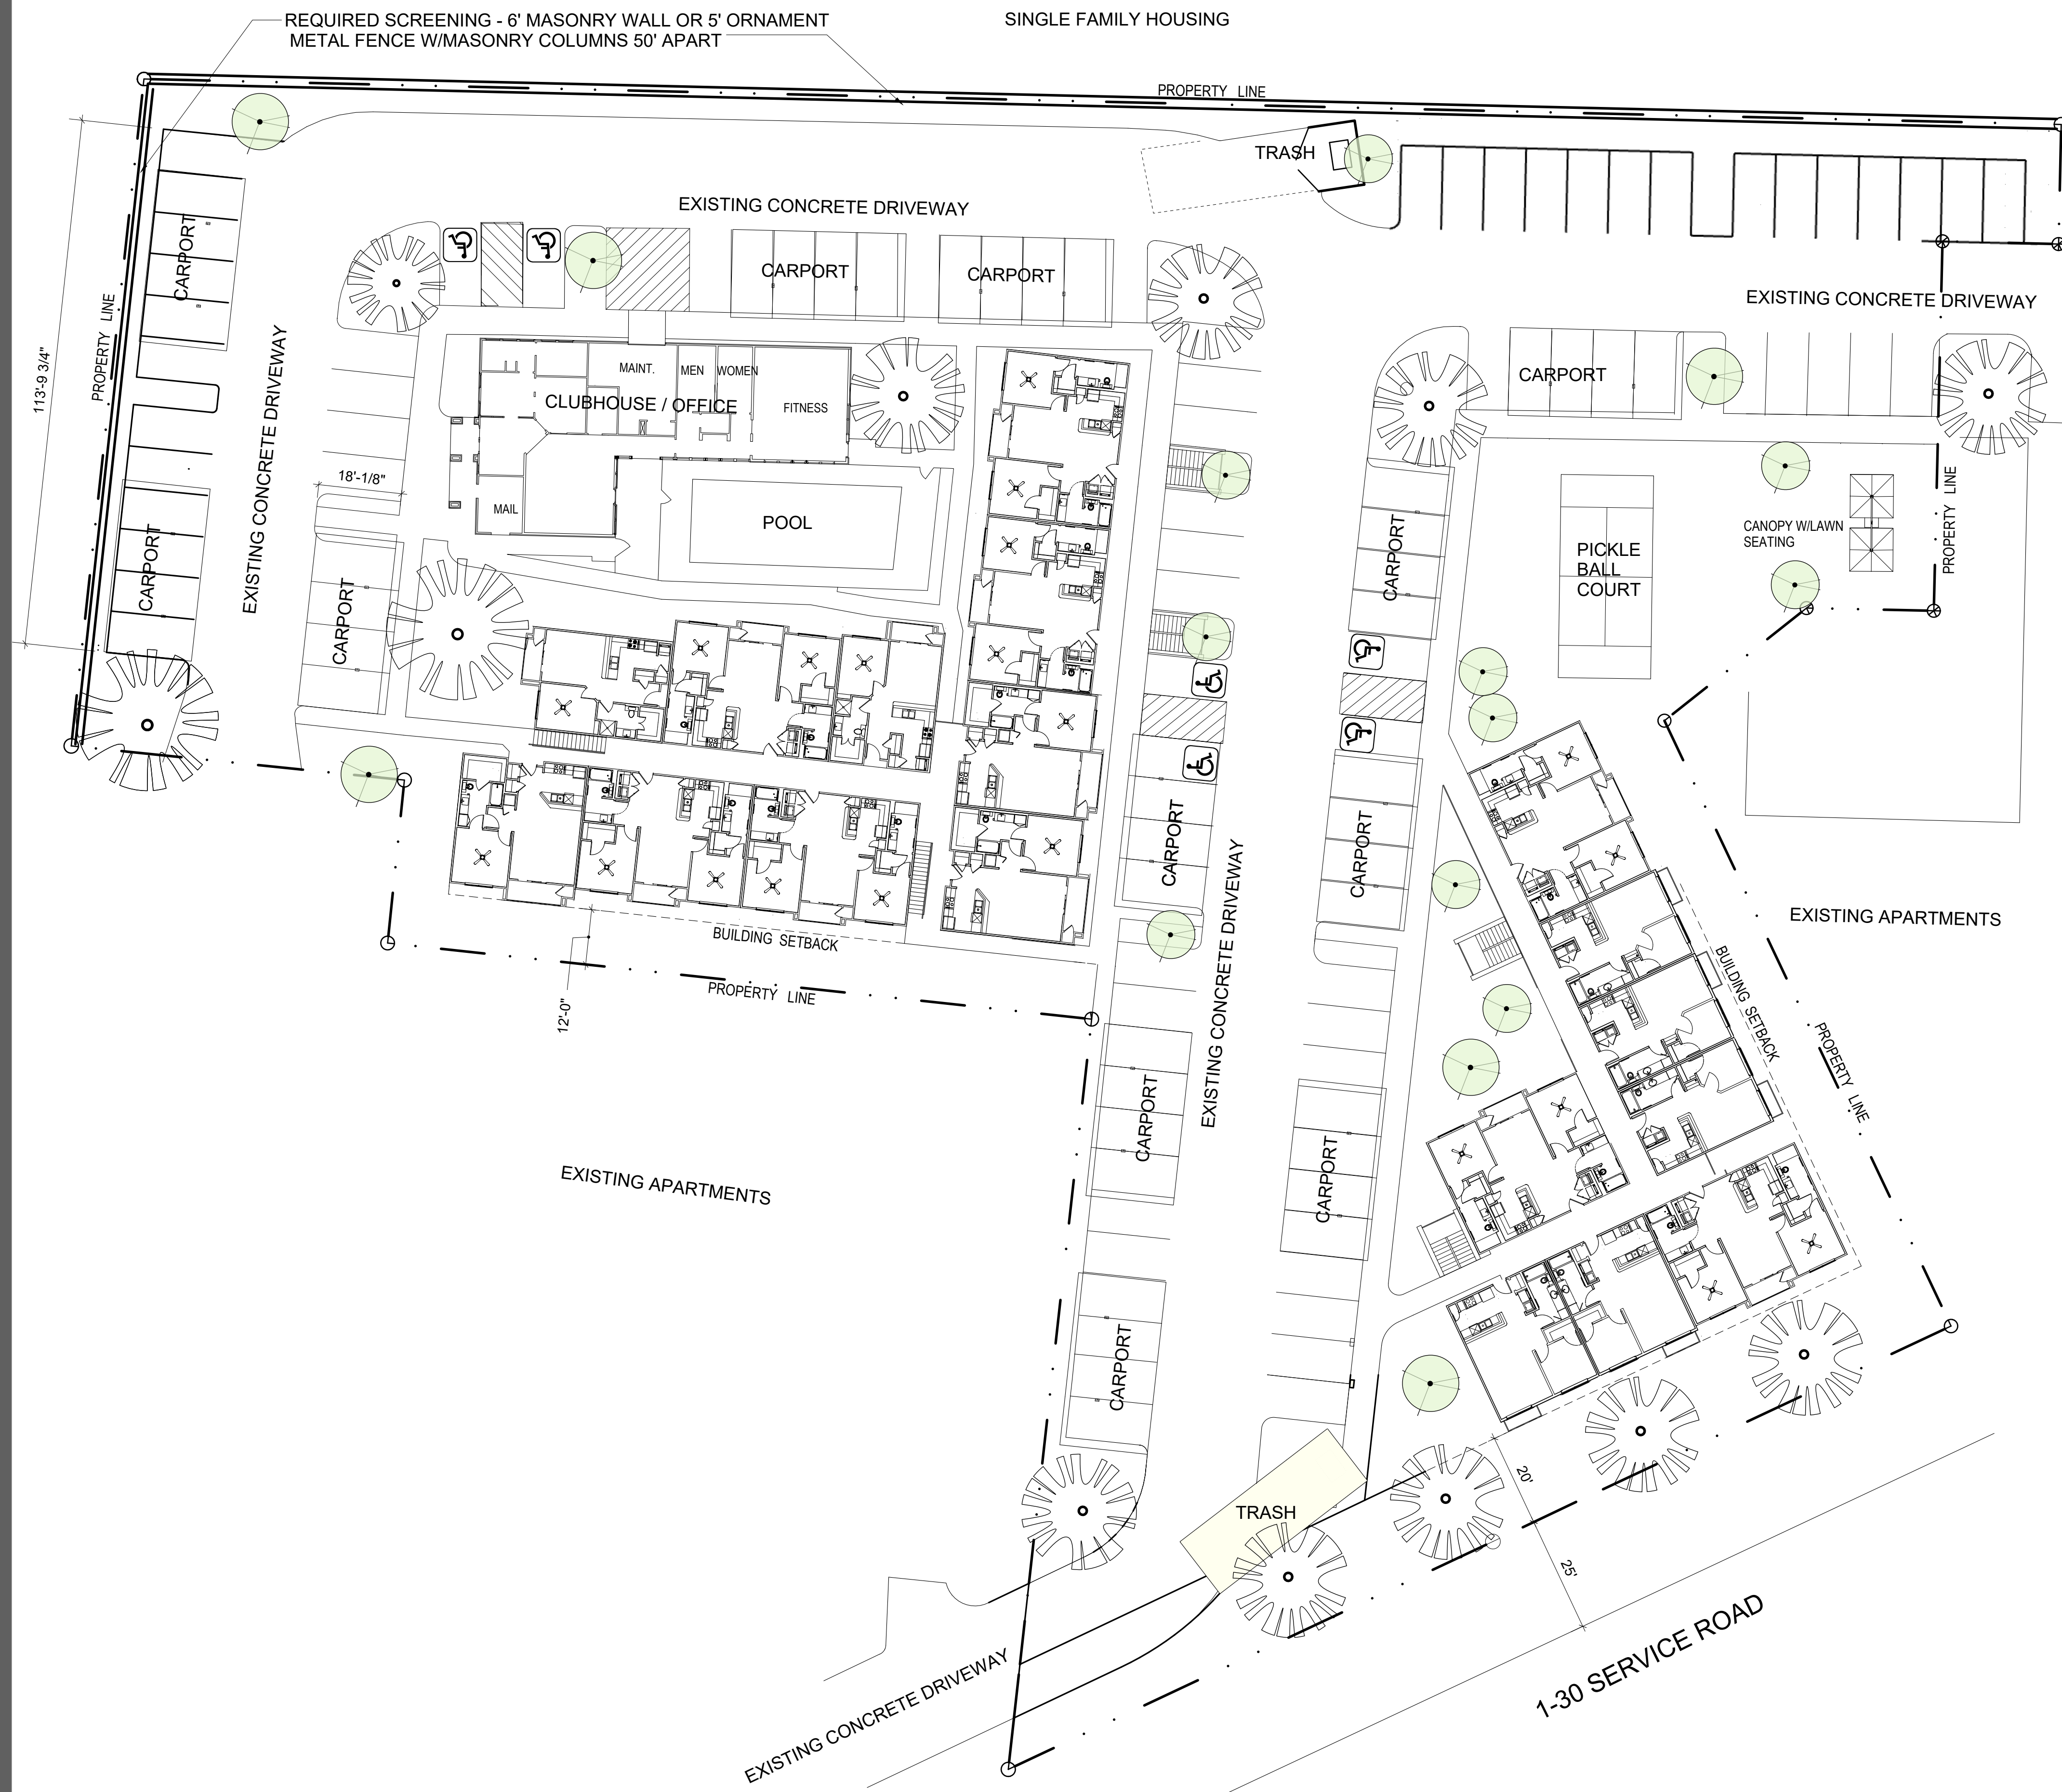 REQUIRED SCREENING - 6' MASONRY WALL OR 5' ORNAMENT
METAL FENCE W/MASONRY COLUMNS 50' APART
SINGLE FAMILY HOUSING
PROPERTY LINE
TRASH
EXISTING CONCRETE DRIVEWAY
CARPORT
CARPORT
CARPORT
EXISTING CONCRETE DRIVEWAY
PROPERTY LINE
113'-9 3/4"
EXISTING CONCRETE DRIVEWAY
MAINT.
MEN
WOMEN
CLUBHOUSE / OFFICE
FITNESS
CARPORT
18'-1/8"
MAIL
POOL
CARPORT
CARPORT
CARPORT
PICKLE
BALL
COURT
CANOPY W/LAWN
SEATING
PROPERTY LINE
CARPORT
CARPORT
EXISTING CONCRETE DRIVEWAY
BUILDING SETBACK
PROPERTY LINE
12'-0"
EXISTING APARTMENTS
BUILDING SETBACK
PROPERTY LINE
CARPORT
CARPORT
EXISTING APARTMENTS
CARPORT
TRASH
20'
25'
EXISTING CONCRETE DRIVEWAY
1-30 SERVICE ROAD